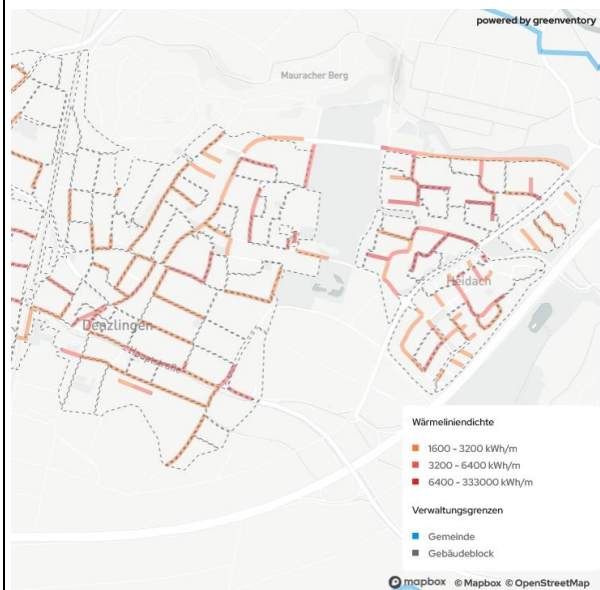 powered by greenventory
Mauracher Berg
Heidach
Denzlingen
Hauptstraße
Wärmeliniendichte
1600 - 3200 kWh/m
3200 - 6400 kWh/m
6400 - 333000 kWh/m
Verwaltungsgrenzen
Gemeinde
Gebäudeblock
mapbox © Mapbox © OpenStreetMap